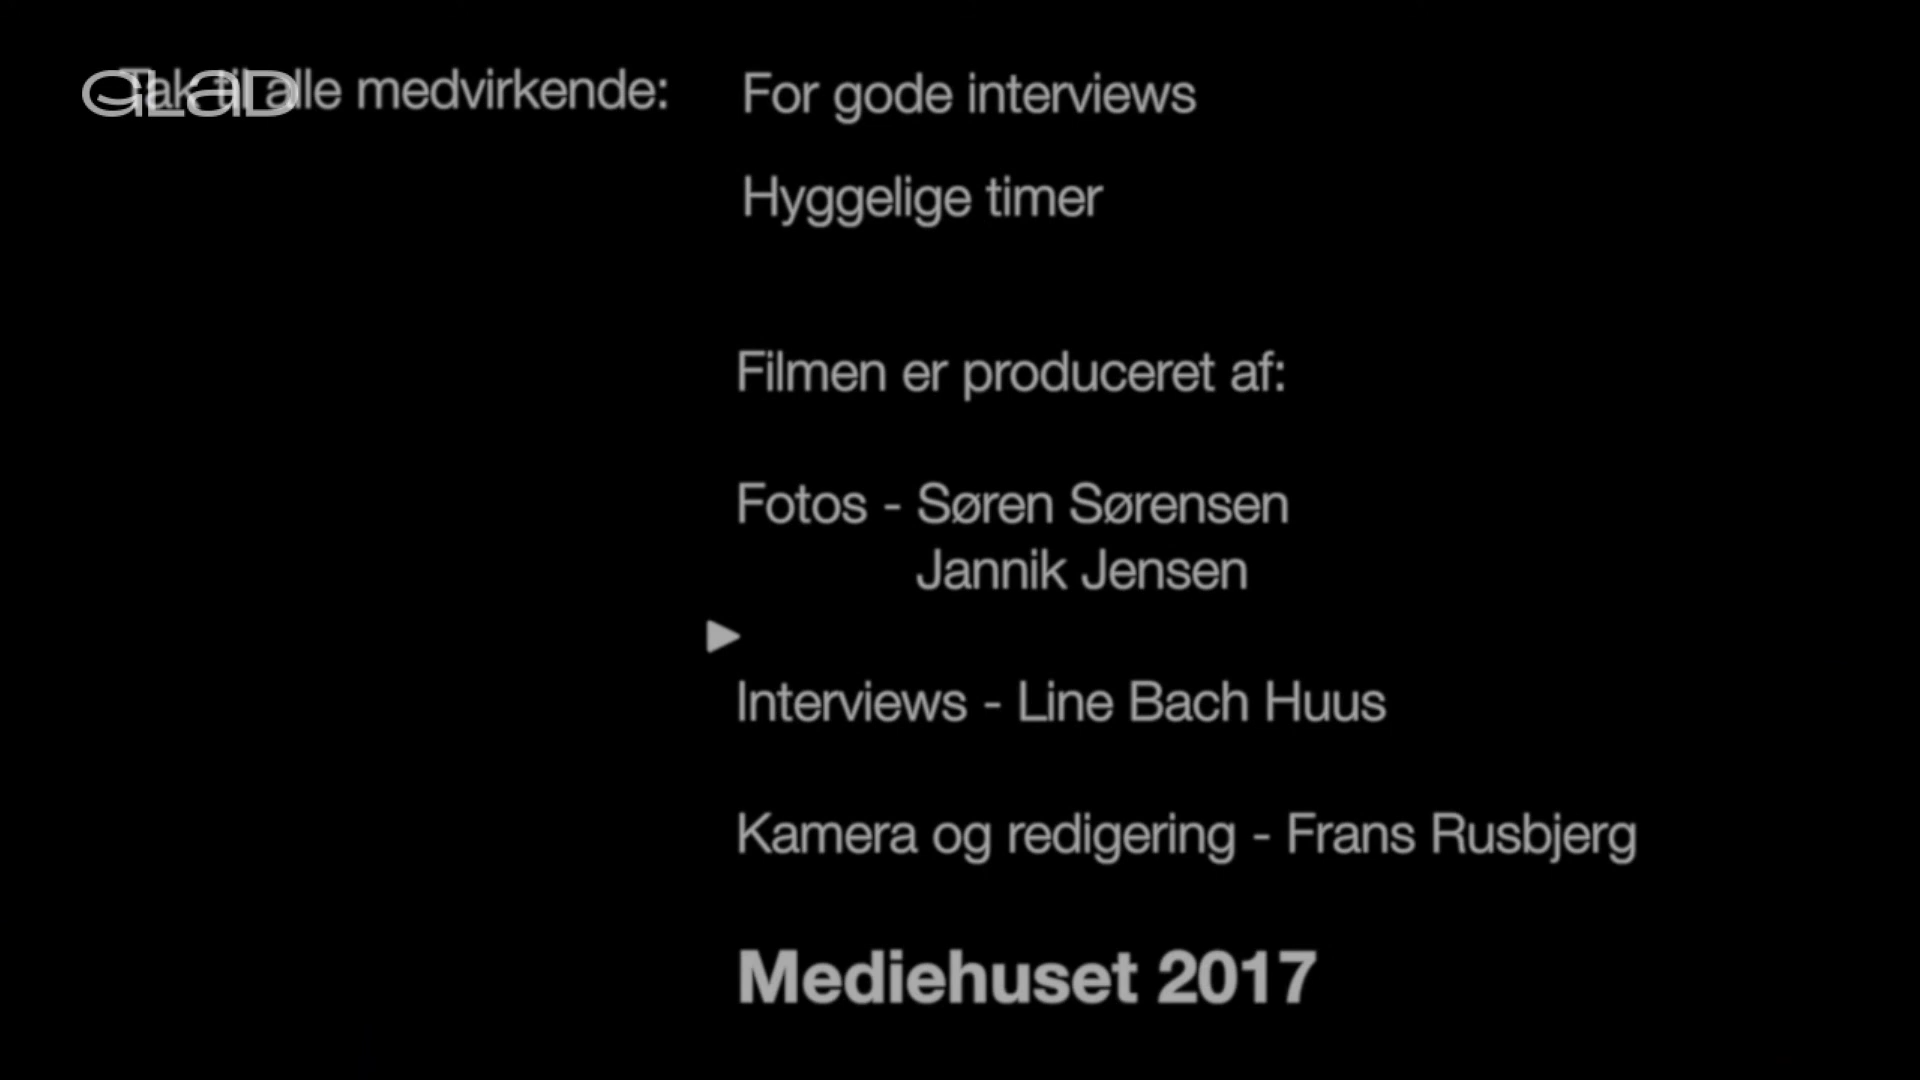 GLAD
Tak til alle medvirkende: For gode interviews
Hyggelige timer
Filmen er produceret af:
Fotos - Søren Sørensen
Jannik Jensen
Interviews - Line Bach Huus
Kamera og redigering - Frans Rusbjerg
Mediehuset 2017